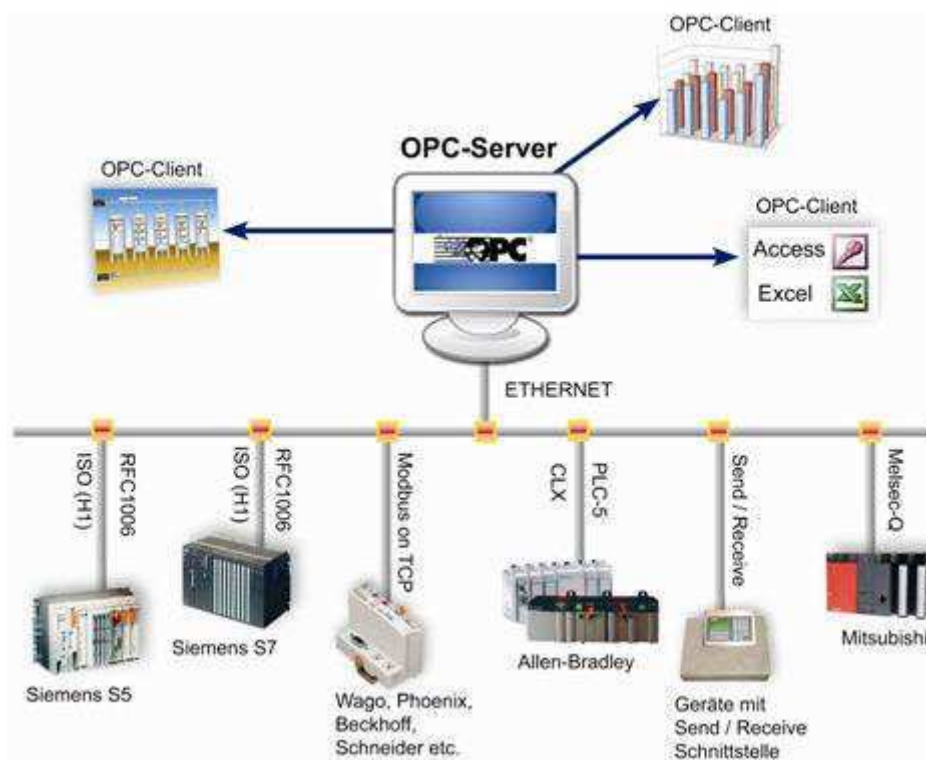 OPC-Client
OPC-Server
OPC-Client
OPC-Client
Access
Excel
OPC
ETHERNET
RFC1006
ISO (H1)
RFC1006
ISO (H1)
Modbus on TCP
PLC-5
CLX
Send / Receive
Melsec-Q
Siemens S5
Siemens S7
Wago, Phoenix,
Beckhoff,
Schneider etc.
Allen-Bradley
Geräte mit
Send / Receive
Schnittstelle
Mitsubishi